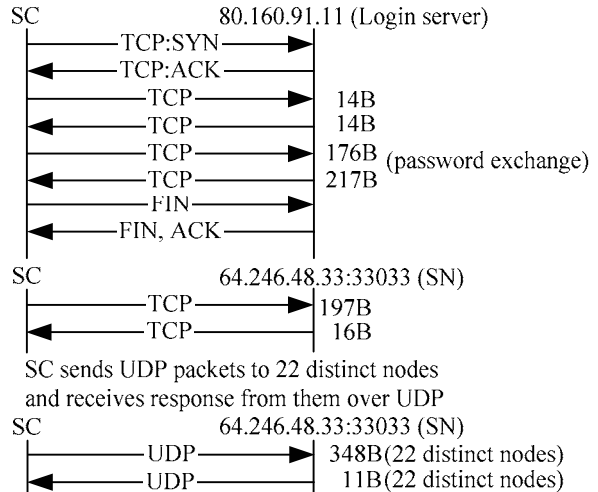 SC 80.160.91.11 (Login server)
TCP:SYN
TCP:ACK
TCP 14B
TCP 14B
TCP 176B (password exchange)
TCP 217B
FIN
FIN, ACK
SC 64.246.48.33:33033 (SN)
TCP 197B
TCP 16B
SC sends UDP packets to 22 distinct nodes
and receives response from them over UDP
SC 64.246.48.33:33033 (SN)
UDP 348B(22 distinct nodes)
UDP 11B(22 distinct nodes)